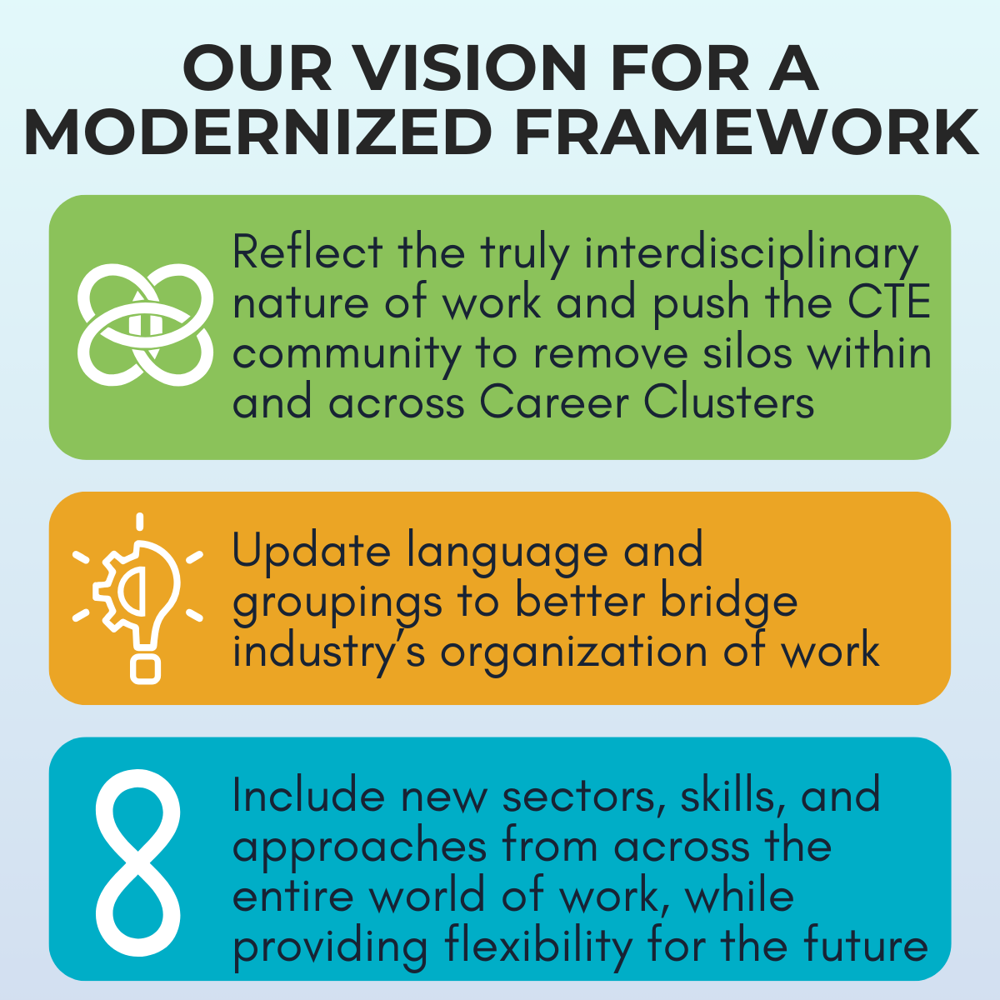 OUR VISION FOR A
MODERNIZED FRAMEWORK
Reflect the truly interdisciplinary
nature of work and push the CTE
community to remove silos within
and across Career Clusters
Update language and
groupings to better bridge
industry's organization of work
Include new sectors, skills, and
approaches from across the
entire world of work, while
providing flexibility for the future